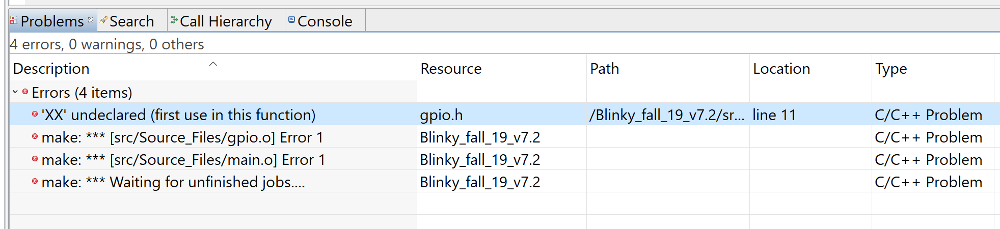 Problems Search Call Hierarchy Console
4 errors, 0 warnings, 0 others
Description Resource Path Location Type
Errors (4 items)
'XX' undeclared (first use in this function) gpio.h /Blinky_fall_19_v7.2/sr... line 11 C/C++ Problem
make: *** [src/Source_Files/gpio.o] Error 1 Blinky_fall_19_v7.2 C/C++ Problem
make: *** [src/Source_Files/main.o] Error 1 Blinky_fall_19_v7.2 C/C++ Problem
make: *** Waiting for unfinished jobs.... Blinky_fall_19_v7.2 C/C++ Problem